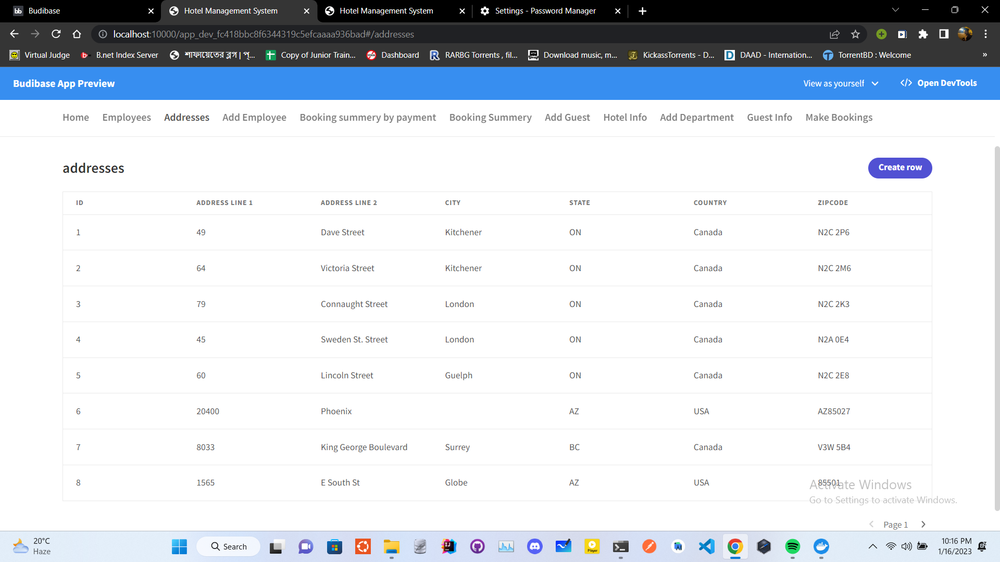 Budibase
Hotel Management System
Hotel Management System
Settings - Password Manager
localhost:10000/app_dev_fc418bbc8f6344319c5efcaaaa936bad#/addresses
Virtual Judge
B.net Index Server
শাফায়েতের ব্লগ | প্...
Copy of Junior Train...
Dashboard
RARBG Torrents , fil...
Download music, m...
KickassTorrents - D...
DAAD - Internation...
TorrentBD : Welcome
»
Budibase App Preview
View as yourself
</> Open DevTools
Home Employees Addresses Add Employee Booking summery by payment Booking Summery Add Guest Hotel Info Add Department Guest Info Make Bookings
addresses
Create row
ID ADDRESS LINE 1 ADDRESS LINE 2 CITY STATE COUNTRY ZIPCODE
1 49 Dave Street Kitchener ON Canada N2C 2P6
2 64 Victoria Street Kitchener ON Canada N2C 2M6
3 79 Connaught Street London ON Canada N2C 2K3
4 45 Sweden St. Street London ON Canada N2A 0E4
5 60 Lincoln Street Guelph ON Canada N2C 2E8
6 20400 Phoenix AZ USA AZ85027
7 8033 King George Boulevard Surrey BC Canada V3W 5B4
8 1565 E South St Globe AZ USA 85501
Activate Windows
Go to Settings to activate Windows.
Page 1
20°C
Haze
Search
10:16 PM
1/16/2023